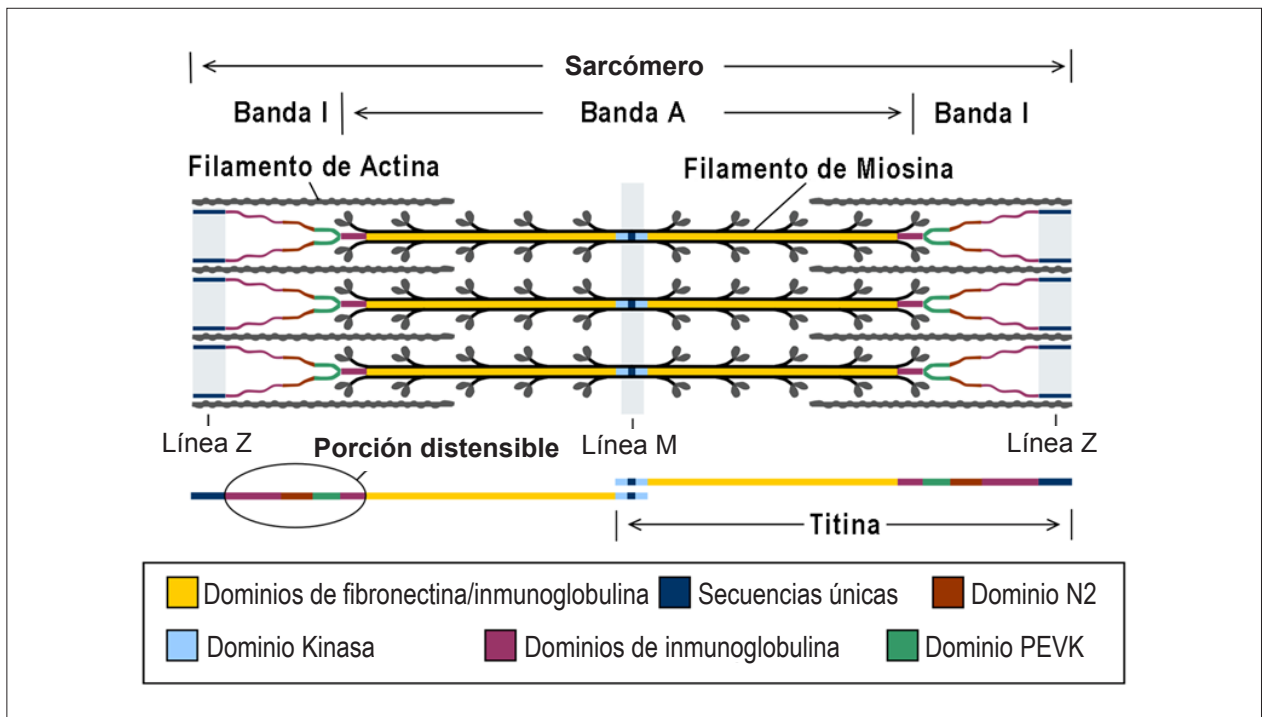 Sarcómero
Banda I Banda A Banda I
Filamento de Actina Filamento de Miosina
Línea Z Porción distensible Línea M Línea Z
Titina
Dominios de fibronectina/inmunoglobulina Secuencias únicas Dominio N2
Dominio Kinasa Dominios de inmunoglobulina Dominio PEVK